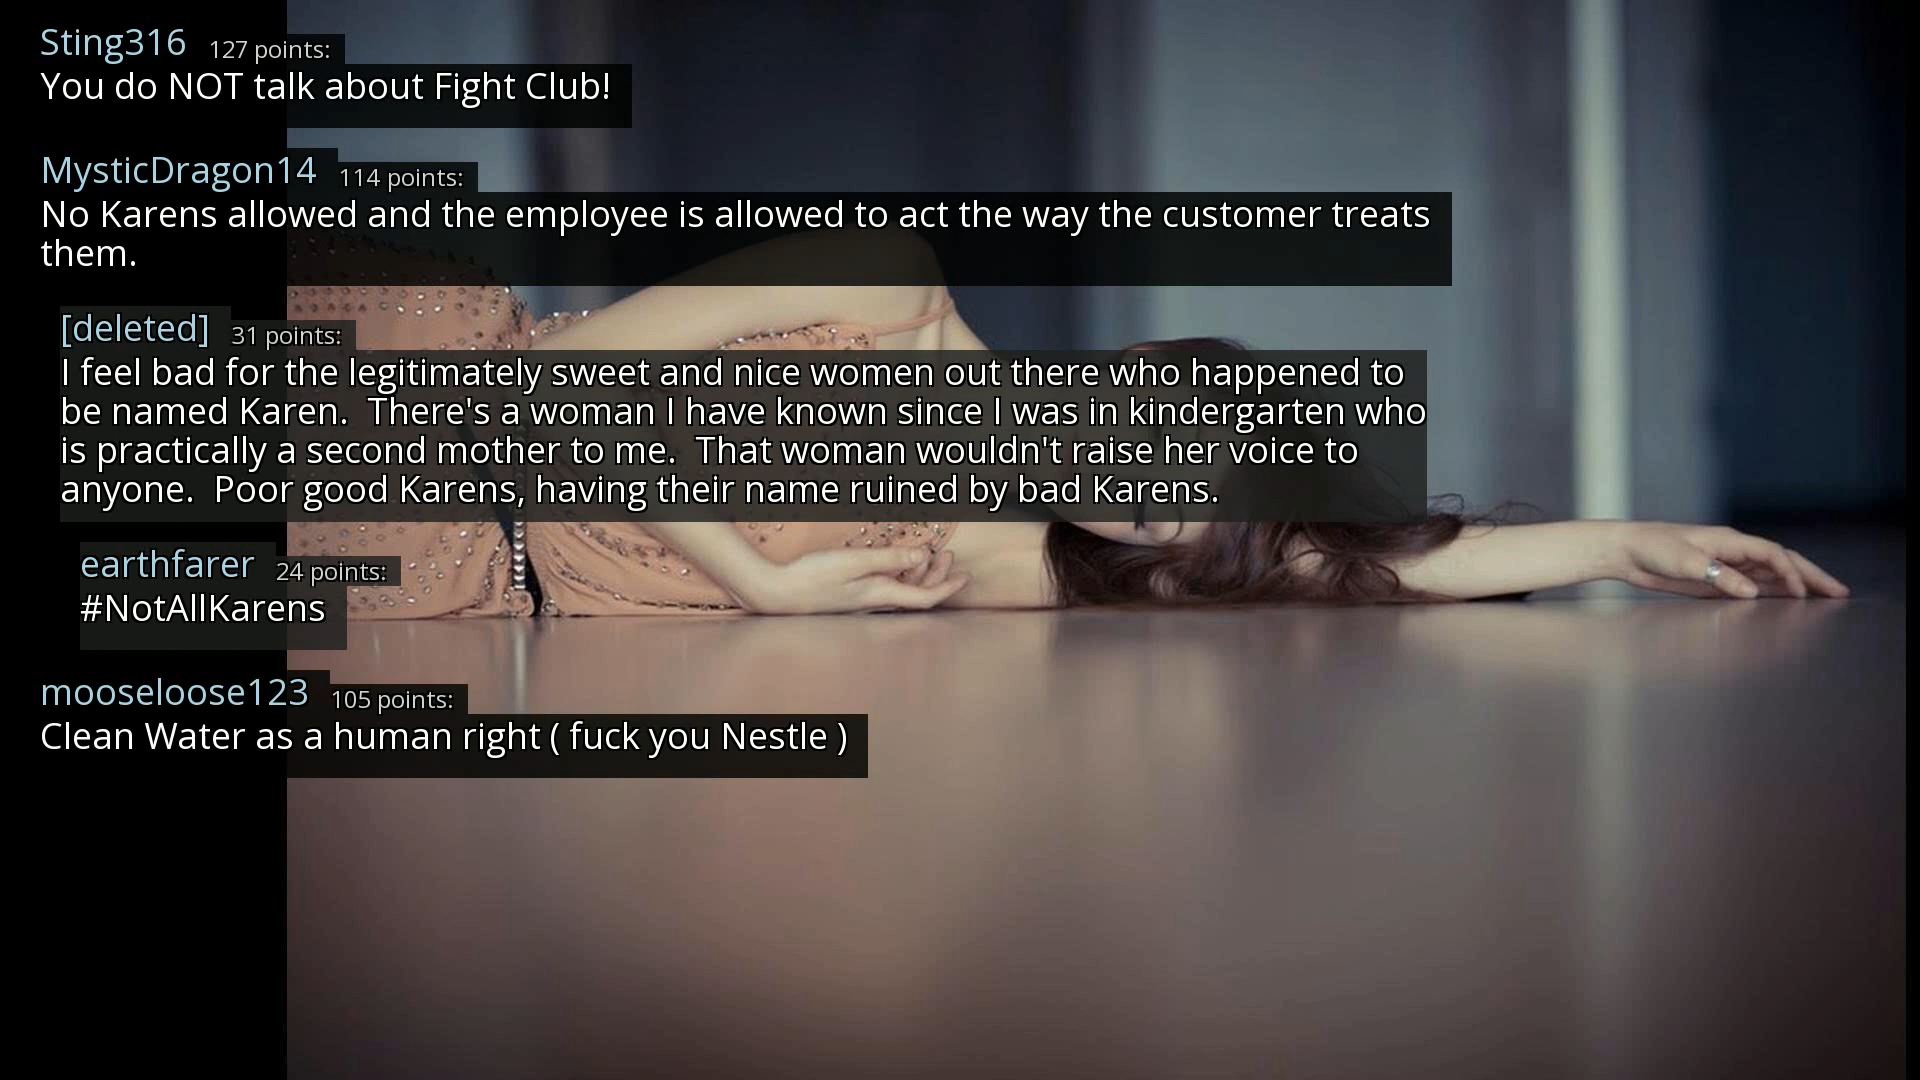 Sting316 127 points:
You do NOT talk about Fight Club!
MysticDragon14 114 points:
No Karens allowed and the employee is allowed to act the way the customer treats
them.
[deleted] 31 points:
I feel bad for the legitimately sweet and nice women out there who happened to
be named Karen.  There's a woman I have known since I was in kindergarten who
is practically a second mother to me.  That woman wouldn't raise her voice to
anyone.  Poor good Karens, having their name ruined by bad Karens.
earthfarer 24 points:
#NotAllKarens
mooseloose123 105 points:
Clean Water as a human right ( fuck you Nestle )